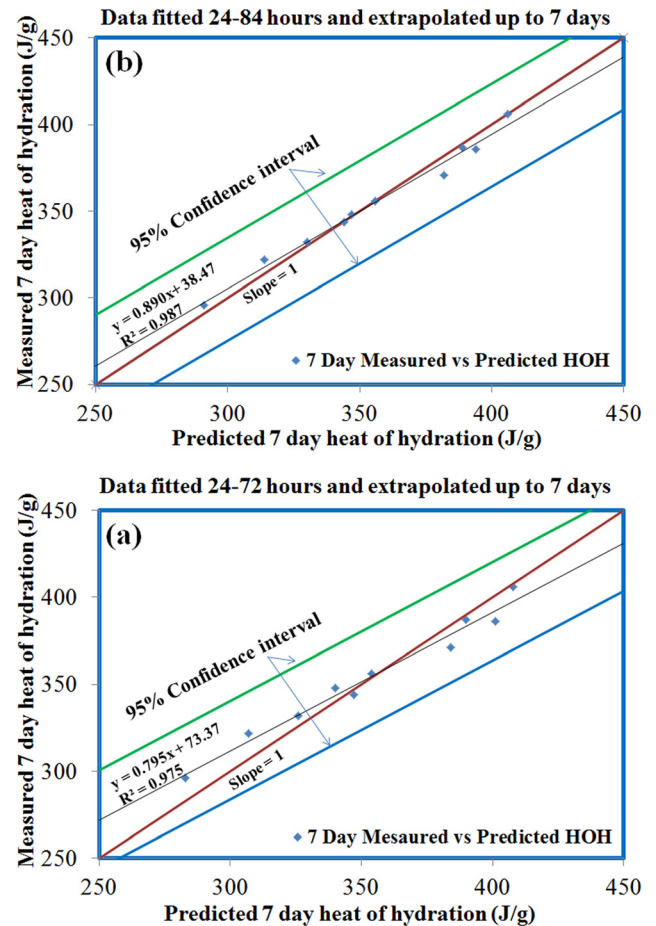 Data fitted 24-84 hours and extrapolated up to 7 days
(b)
Measured 7 day heat of hydration (J/g)
450
400
350
300
250
95% Confidence interval
y = 0.890x+ 38.47
R² = 0.987
Slope = 1
7 Day Measured vs Predicted HOH
250 300 350 400 450
Predicted 7 day heat of hydration (J/g)
Data fitted 24-72 hours and extrapolated up to 7 days
(a)
Measured 7 day heat of hydration (J/g)
450
400
350
300
250
95% Confidence interval
y = 0.795x + 73.37
R² = 0.975
Slope = 1
7 Day Mesaured vs Predicted HOH
250 300 350 400 450
Predicted 7 day heat of hydration (J/g)